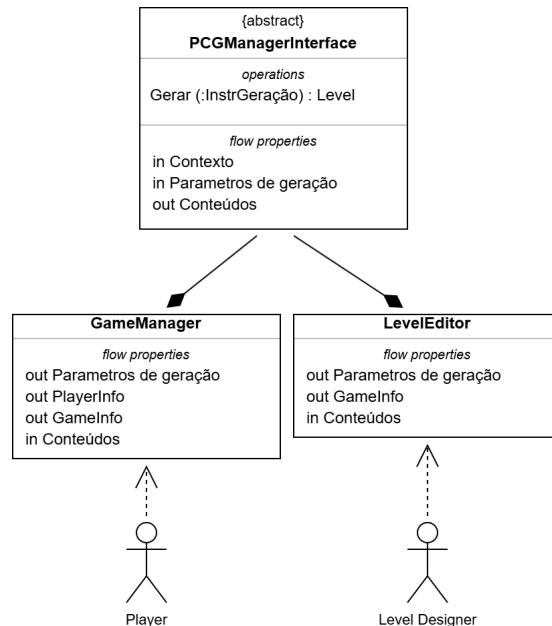 {abstract}
PCGManagerInterface
operations
Gerar (:InstrGeração) : Level
flow properties
in Contexto
in Parametros de geração
out Conteúdos
GameManager
flow properties
out Parametros de geração
out PlayerInfo
out GameInfo
in Conteúdos
LevelEditor
flow properties
out Parametros de geração
out GameInfo
in Conteúdos
Player
Level Designer